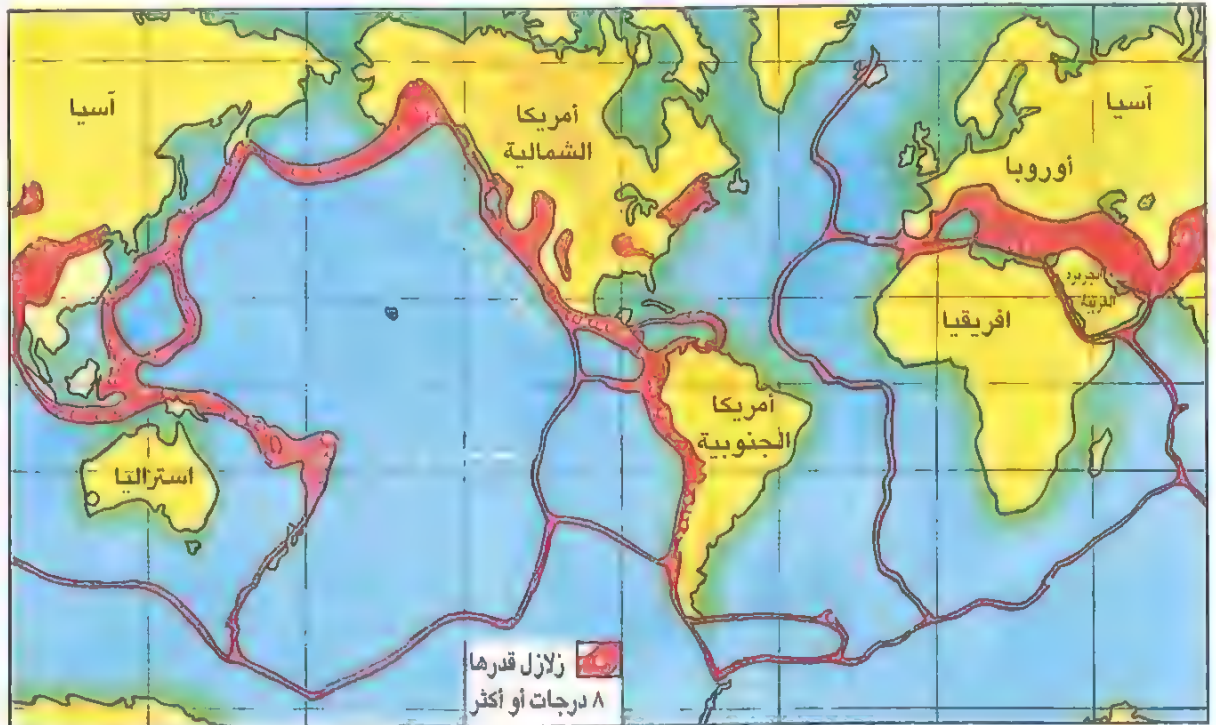 آسيا
أمريكا
الشمالية
آسيا
أوروبا
افريقيا
أمريكا
الجنوبية
استراليا
زلازل قدرها
٨ درجات أو أكثر